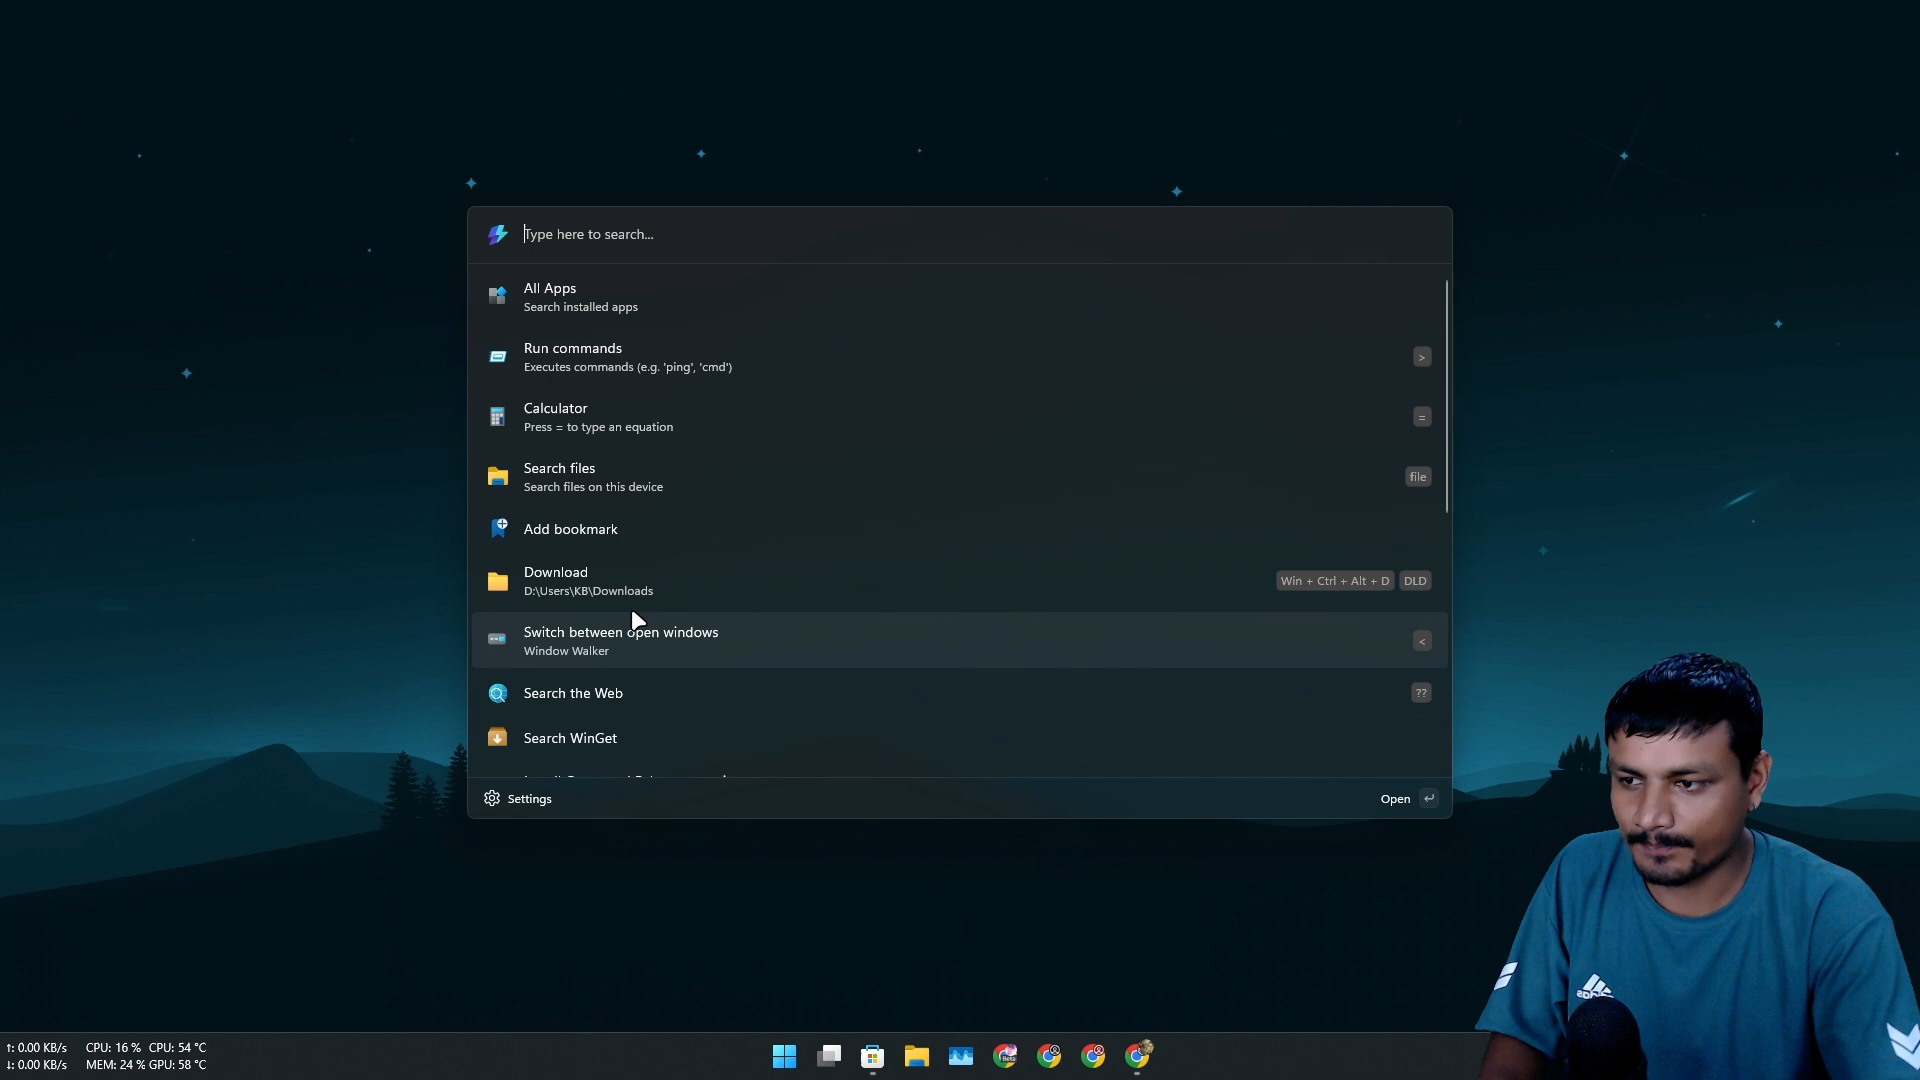 Type here to search...
All Apps
Search installed apps
Run commands
Executes commands (e.g. 'ping', 'cmd')
>
Calculator
Press = to type an equation
=
Search files
Search files on this device
file
Add bookmark
Download
D:\Users\KB\Downloads
Win + Ctrl + Alt + D
DLD
Switch between open windows
Window Walker
<
Search the Web
??
Search WinGet
Settings
Open
adidas
↑: 0.00 KB/s CPU: 16 % CPU: 54 °C
↓: 0.00 KB/s MEM: 24 % GPU: 58 °C
Beta